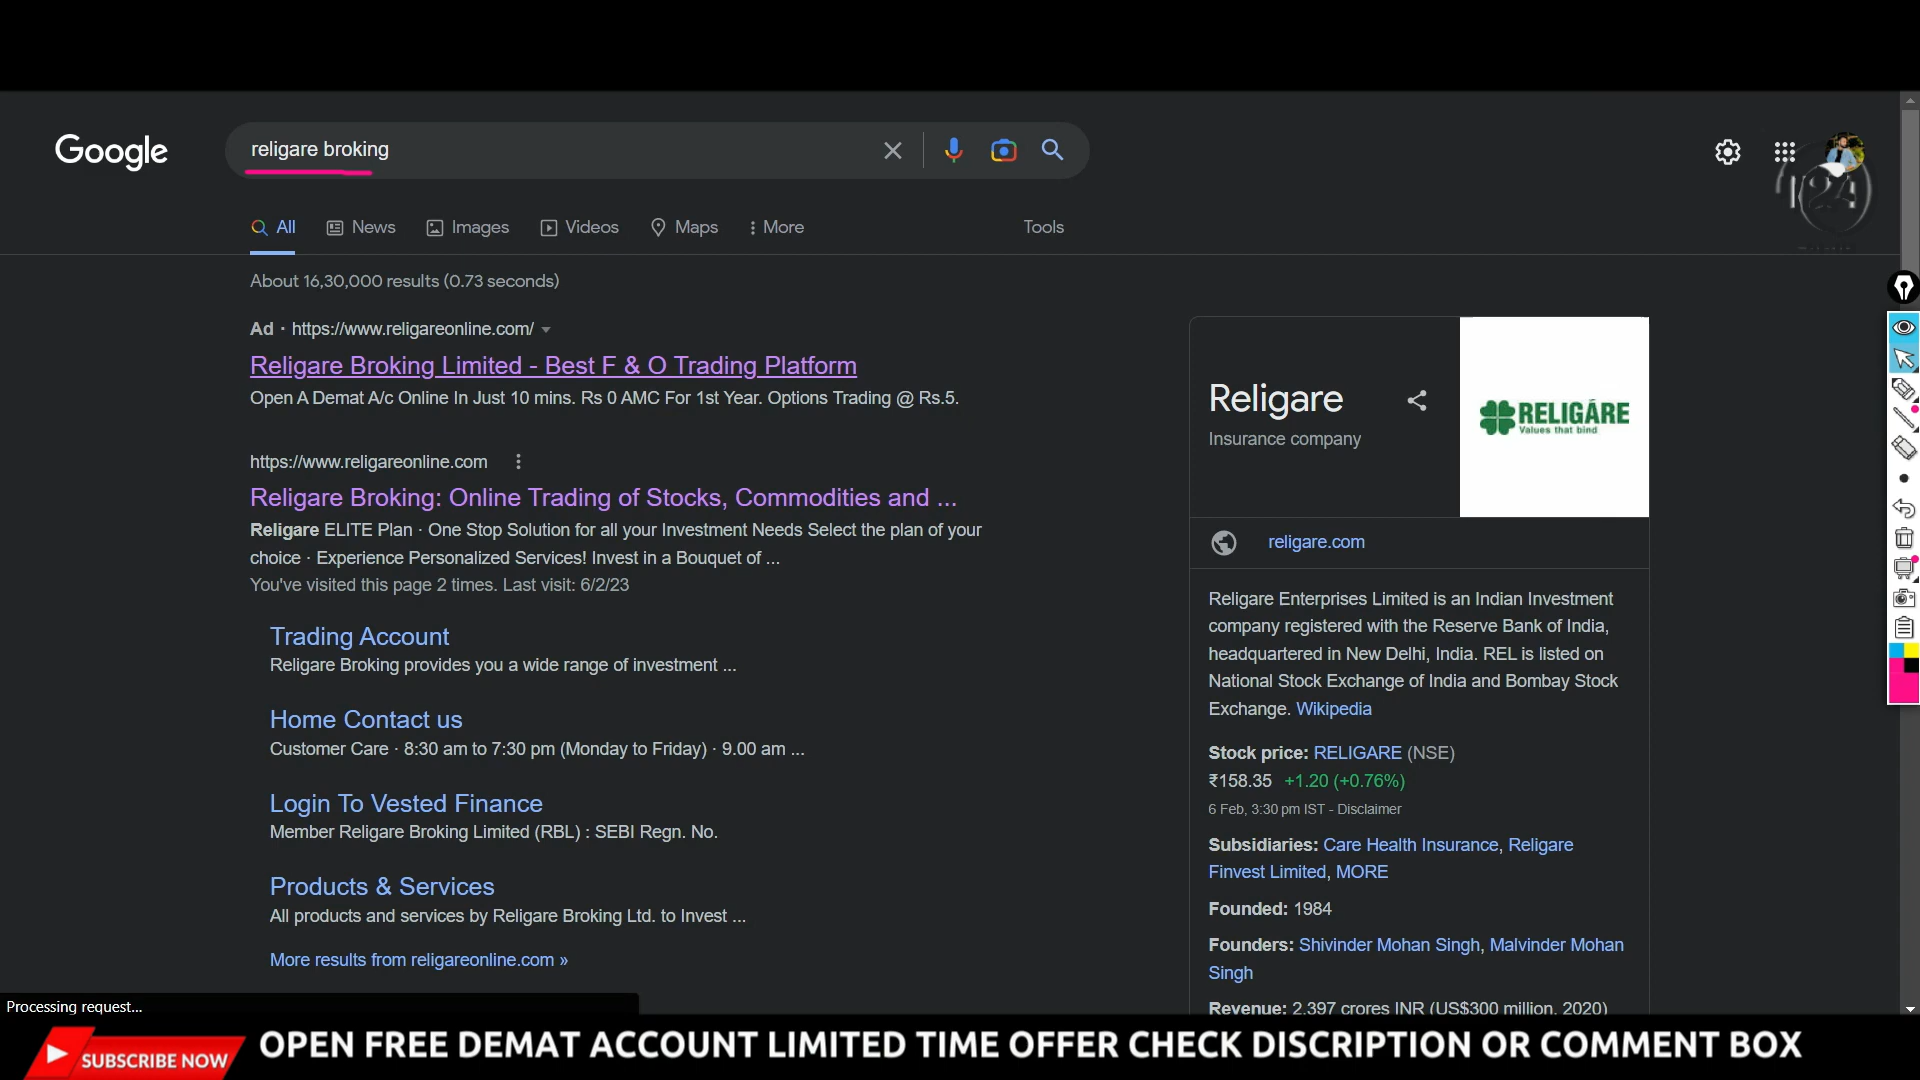 Google
religare broking
All News Images Videos Maps More Tools
About 16,30,000 results (0.73 seconds)
Ad · https://www.religareonline.com/
Religare Broking Limited - Best F & O Trading Platform
Open A Demat A/c Online In Just 10 mins. Rs 0 AMC For 1st Year. Options Trading @ Rs.5.
https://www.religareonline.com
Religare Broking: Online Trading of Stocks, Commodities and ...
Religare ELITE Plan · One Stop Solution for all your Investment Needs Select the plan of your
choice · Experience Personalized Services! Invest in a Bouquet of ...
You've visited this page 2 times. Last visit: 6/2/23
Trading Account
Religare Broking provides you a wide range of investment ...
Home Contact us
Customer Care · 8:30 am to 7:30 pm (Monday to Friday) · 9.00 am ...
Login To Vested Finance
Member Religare Broking Limited (RBL) : SEBI Regn. No.
Products & Services
All products and services by Religare Broking Ltd. to Invest ...
More results from religareonline.com »
Religare
Insurance company
RELIGARE
Values that bind
religare.com
Religare Enterprises Limited is an Indian Investment
company registered with the Reserve Bank of India,
headquartered in New Delhi, India. REL is listed on
National Stock Exchange of India and Bombay Stock
Exchange. Wikipedia
Stock price: RELIGARE (NSE)
₹158.35 +1.20 (+0.76%)
6 Feb, 3:30 pm IST - Disclaimer
Subsidiaries: Care Health Insurance, Religare
Finvest Limited, MORE
Founded: 1984
Founders: Shivinder Mohan Singh, Malvinder Mohan
Singh
Revenue: 2,397 crores INR (US$300 million, 2020)
Processing request...
SUBSCRIBE NOW
OPEN FREE DEMAT ACCOUNT LIMITED TIME OFFER CHECK DISCRIPTION OR COMMENT BOX